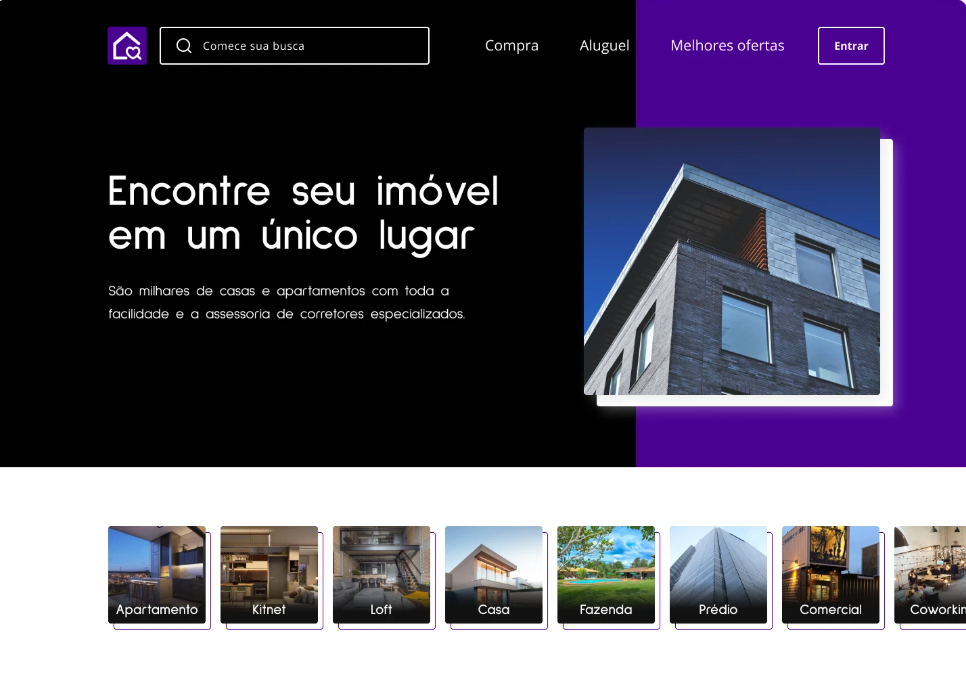 Comece sua busca
Compra
Aluguel
Melhores ofertas
Entrar
Encontre seu imóvel
em um único lugar
São milhares de casas e apartamentos com toda a
facilidade e a assessoria de corretores especializados.
Apartamento
Kitnet
Loft
Casa
Fazenda
Prédio
Comercial
Coworkin